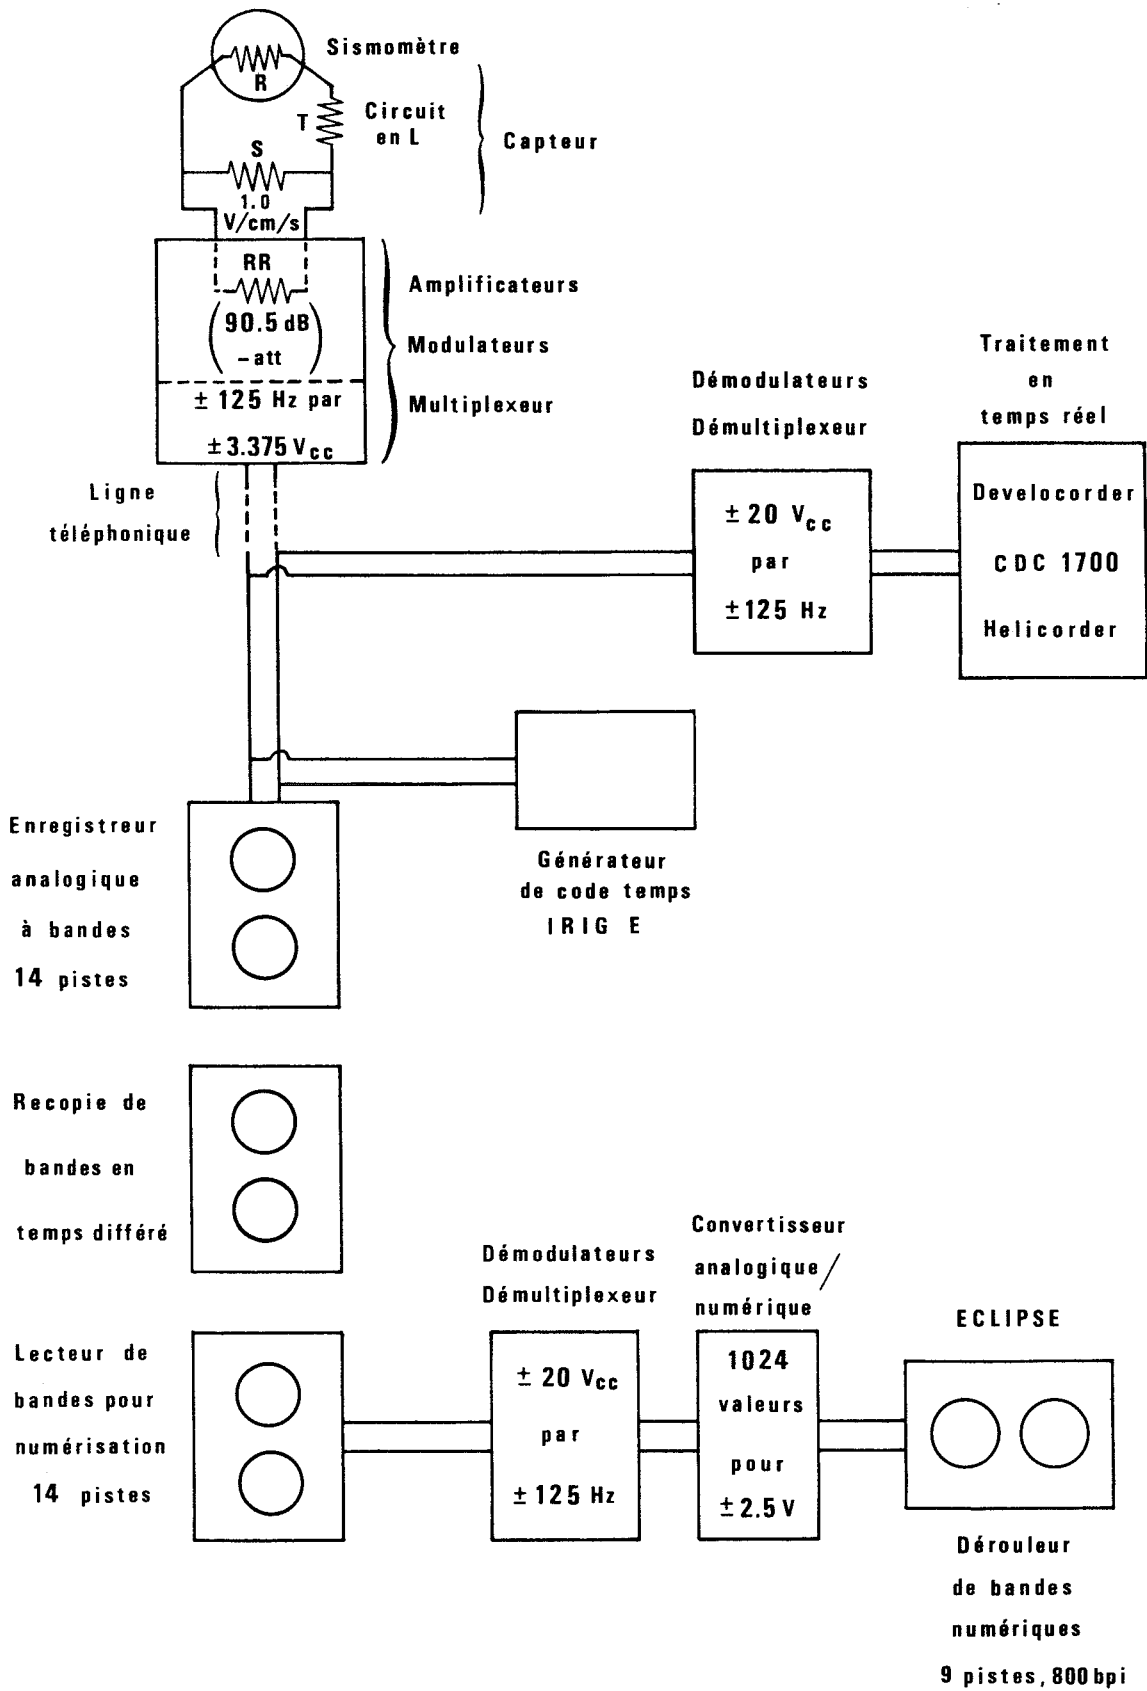 Sismomètre
R
T
Circuit
en L
Capteur
S
1.0
V/cm/s
RR
(90.5 dB
- att)
± 125 Hz par
± 3.375 Vcc
Amplificateurs
Modulateurs
Multiplexeur
Ligne
téléphonique
Démodulateurs
Démultiplexeur
± 20 Vcc
par
± 125 Hz
Traitement
en
temps réel
Develocorder
CDC 1700
Helicorder
Générateur
de code temps
IRIG E
Enregistreur
analogique
à bandes
14 pistes
Recopie de
bandes en
temps différé
Lecteur de
bandes pour
numérisation
14 pistes
Démodulateurs
Démultiplexeur
± 20 Vcc
par
± 125 Hz
Convertisseur
analogique/
numérique
1024
valeurs
pour
± 2.5 V
ECLIPSE
Dérouleur
de bandes
numériques
9 pistes, 800 bpi